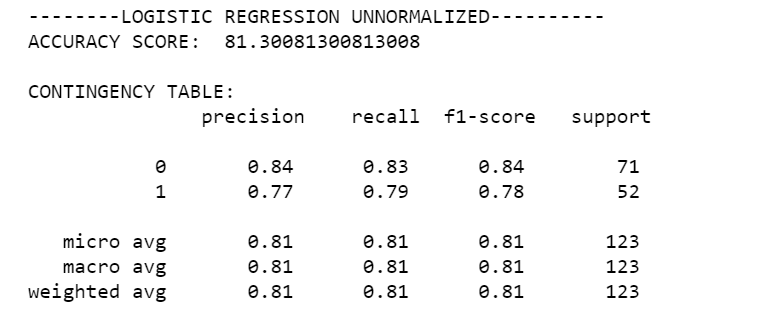 --------LOGISTIC REGRESSION UNNORMALIZED----------
ACCURACY SCORE:  81.30081300813008
CONTINGENCY TABLE:
precision    recall  f1-score   support
0       0.84      0.83      0.84        71
1       0.77      0.79      0.78        52
micro avg       0.81      0.81      0.81       123
macro avg       0.81      0.81      0.81       123
weighted avg       0.81      0.81      0.81       123